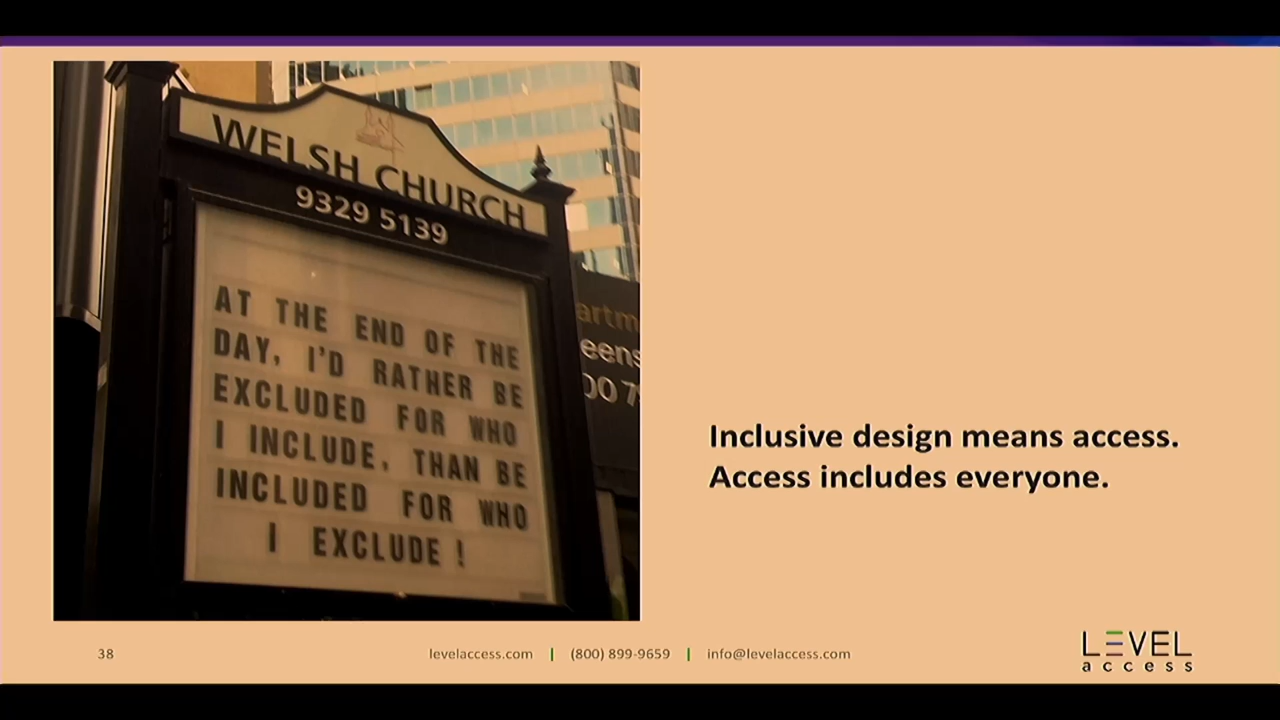 WELSH CHURCH
9329 5139
AT THE END OF THE
DAY, I'D RATHER BE
EXCLUDED FOR WHO
I INCLUDE, THAN BE
INCLUDED FOR WHO
I EXCLUDE !
Inclusive design means access.
Access includes everyone.
38
levelaccess.com | (800) 899-9659 | info@levelaccess.com
LEVEL
access